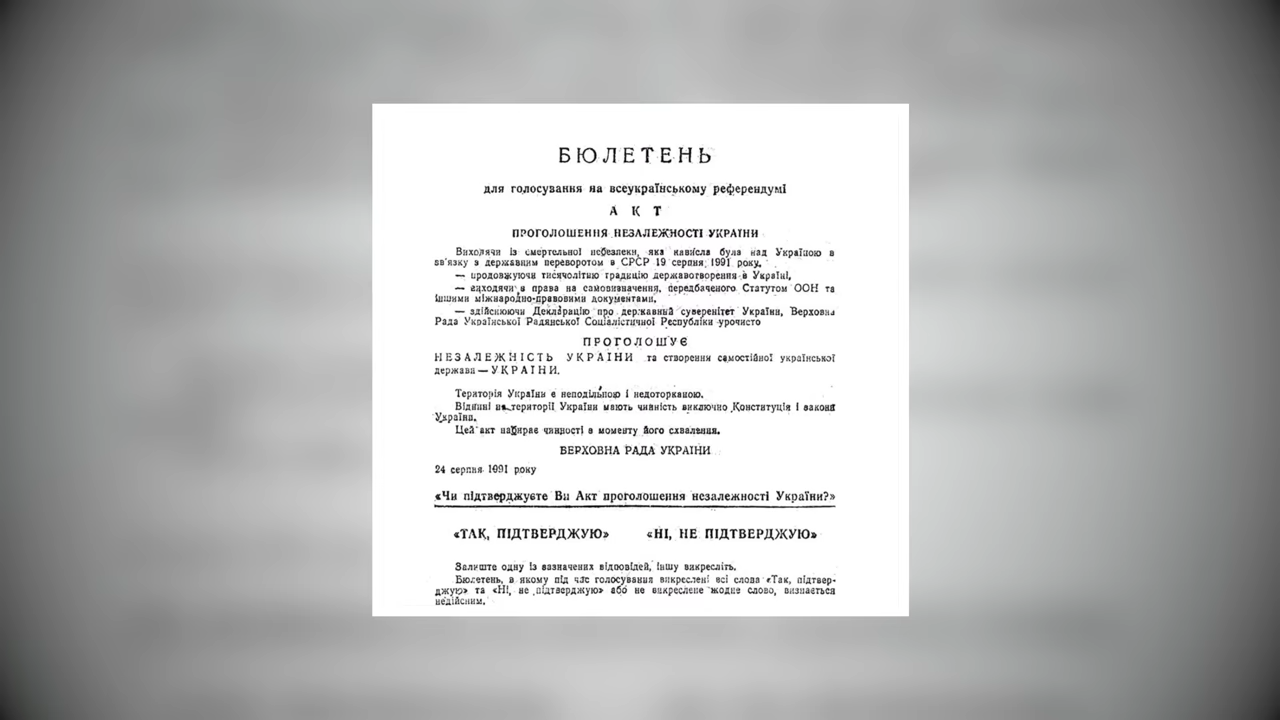 БЮЛЕТЕНЬ
для голосування на всеукраїнському референдумі
АКТ
ПРОГОЛОШЕННЯ НЕЗАЛЕЖНОСТІ УКРАЇНИ
Виходячи із смертельної небезпеки, яка нависла була над Україною в
зв'язку з державним переворотом в СРСР 19 серпня 1991 року,
— продовжуючи тисячолітню традицію державотворення в Україні,
— виходячи з права на самовизначення, передбаченого Статутом ООН та
іншими міжнародно-правовими документами,
— здійснюючи Декларацію про державний суверенітет України, Верховна
Рада Української Радянської Соціалістичної Республіки урочисто
ПРОГОЛОШУЄ
НЕЗАЛЕЖНІСТЬ УКРАЇНИ та створення самостійної української
держава — УКРАЇНИ.
Територія України є неподільною і недоторканою.
Віднині на території України мають чинність виключно Конституція і закони
України.
Цей акт набирає чинності з моменту його схвалення.
ВЕРХОВНА РАДА УКРАЇНИ
24 серпня 1991 року
«Чи підтверджуєте Ви Акт проголошення незалежності України?»
«ТАК, ПІДТВЕРДЖУЮ» «НІ, НЕ ПІДТВЕРДЖУЮ»
Залиште одну із зазначених відповідей, іншу викресліть.
Бюлетень, в якому під час голосування викреслені всі слова «Так, підтвер-
джую» та «Ні, не підтверджую» або не викреслене жодне слово, визнається
недійсним.